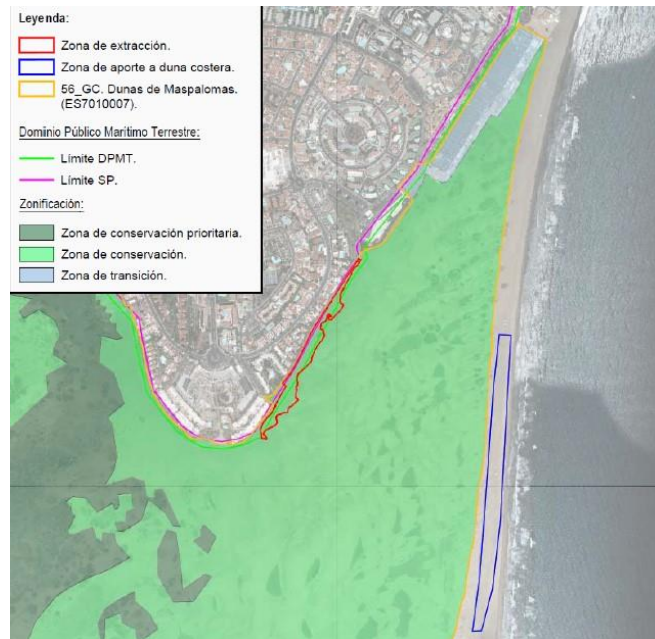 Leyenda:
Zona de extracción.
Zona de aporte a duna costera.
56_GC. Dunas de Maspalomas.
(ES7010007).
Dominio Público Marítimo Terrestre:
Límite DPMT.
Límite SP.
Zonificación:
Zona de conservación prioritaria.
Zona de conservación.
Zona de transición.